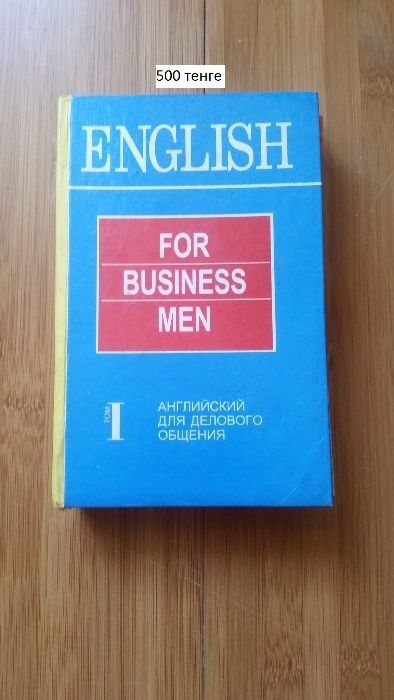 500 тенге
ENGLISH
FOR
BUSINESS
MEN
ТОМ
I
АНГЛИЙСКИЙ
ДЛЯ ДЕЛОВОГО
ОБЩЕНИЯ